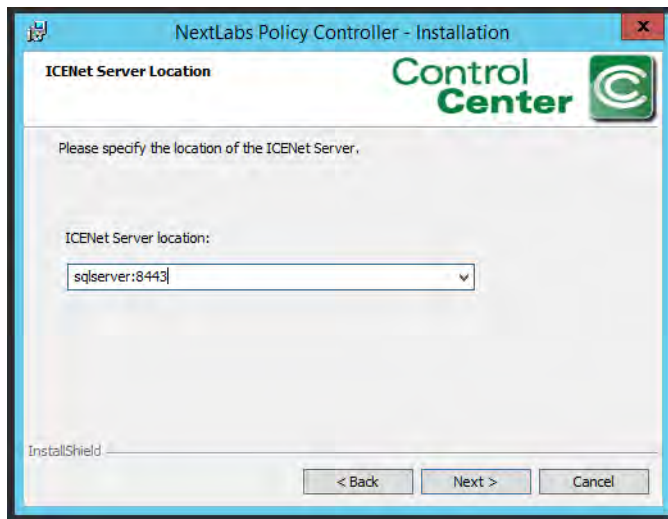 NextLabs Policy Controller - Installation
x
ICENet Server Location
Control
Center
Please specify the location of the ICENet Server.
ICENet Server location:
sqlserver:8443
InstallShield
< Back Next > Cancel